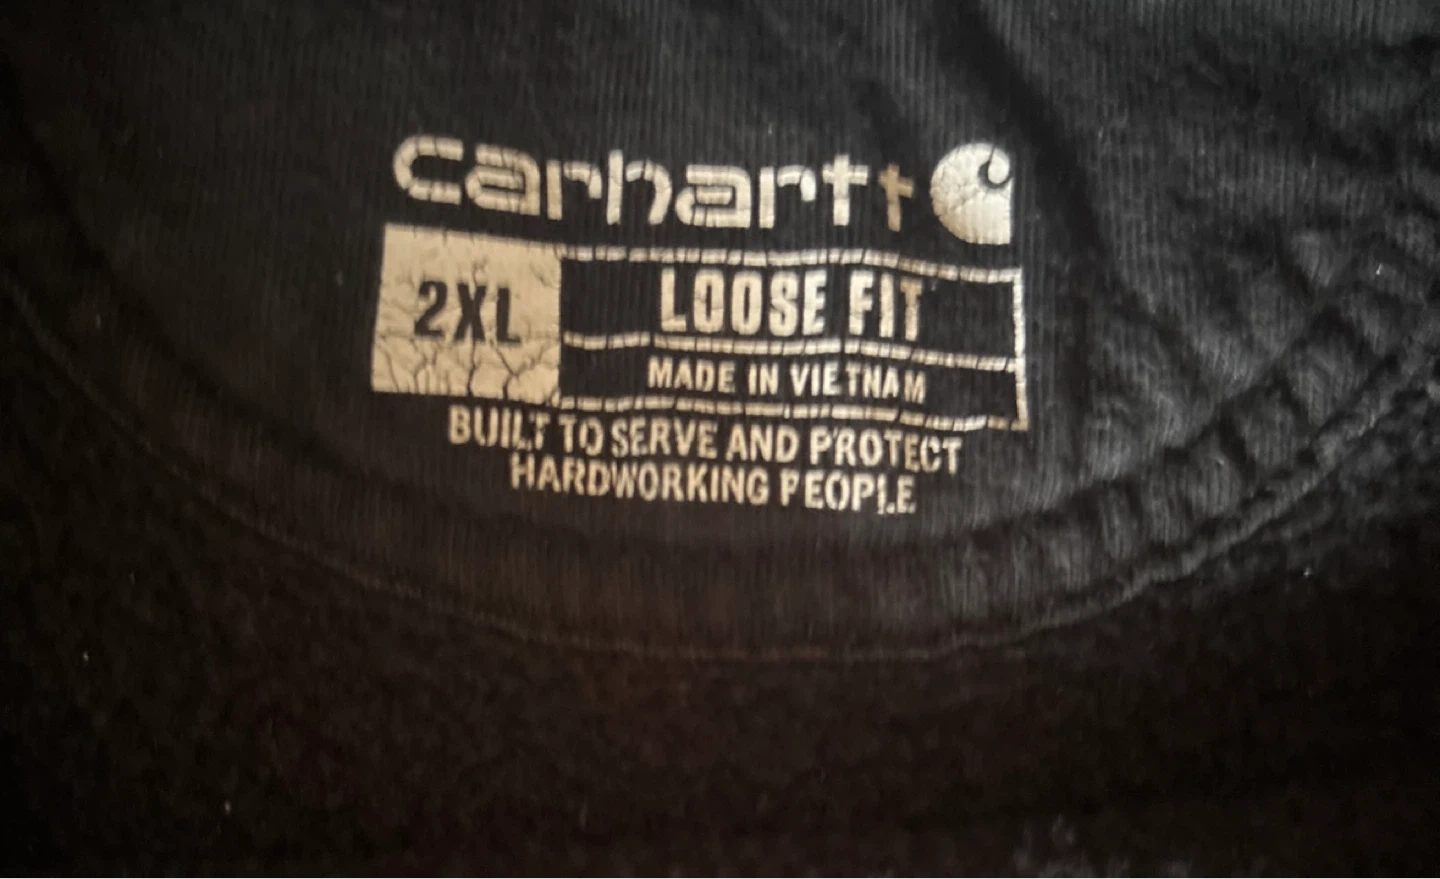 carhartt
2XL
LOOSE FIT
MADE IN VIETNAM
BUILT TO SERVE AND PROTECT
HARDWORKING PEOPLE